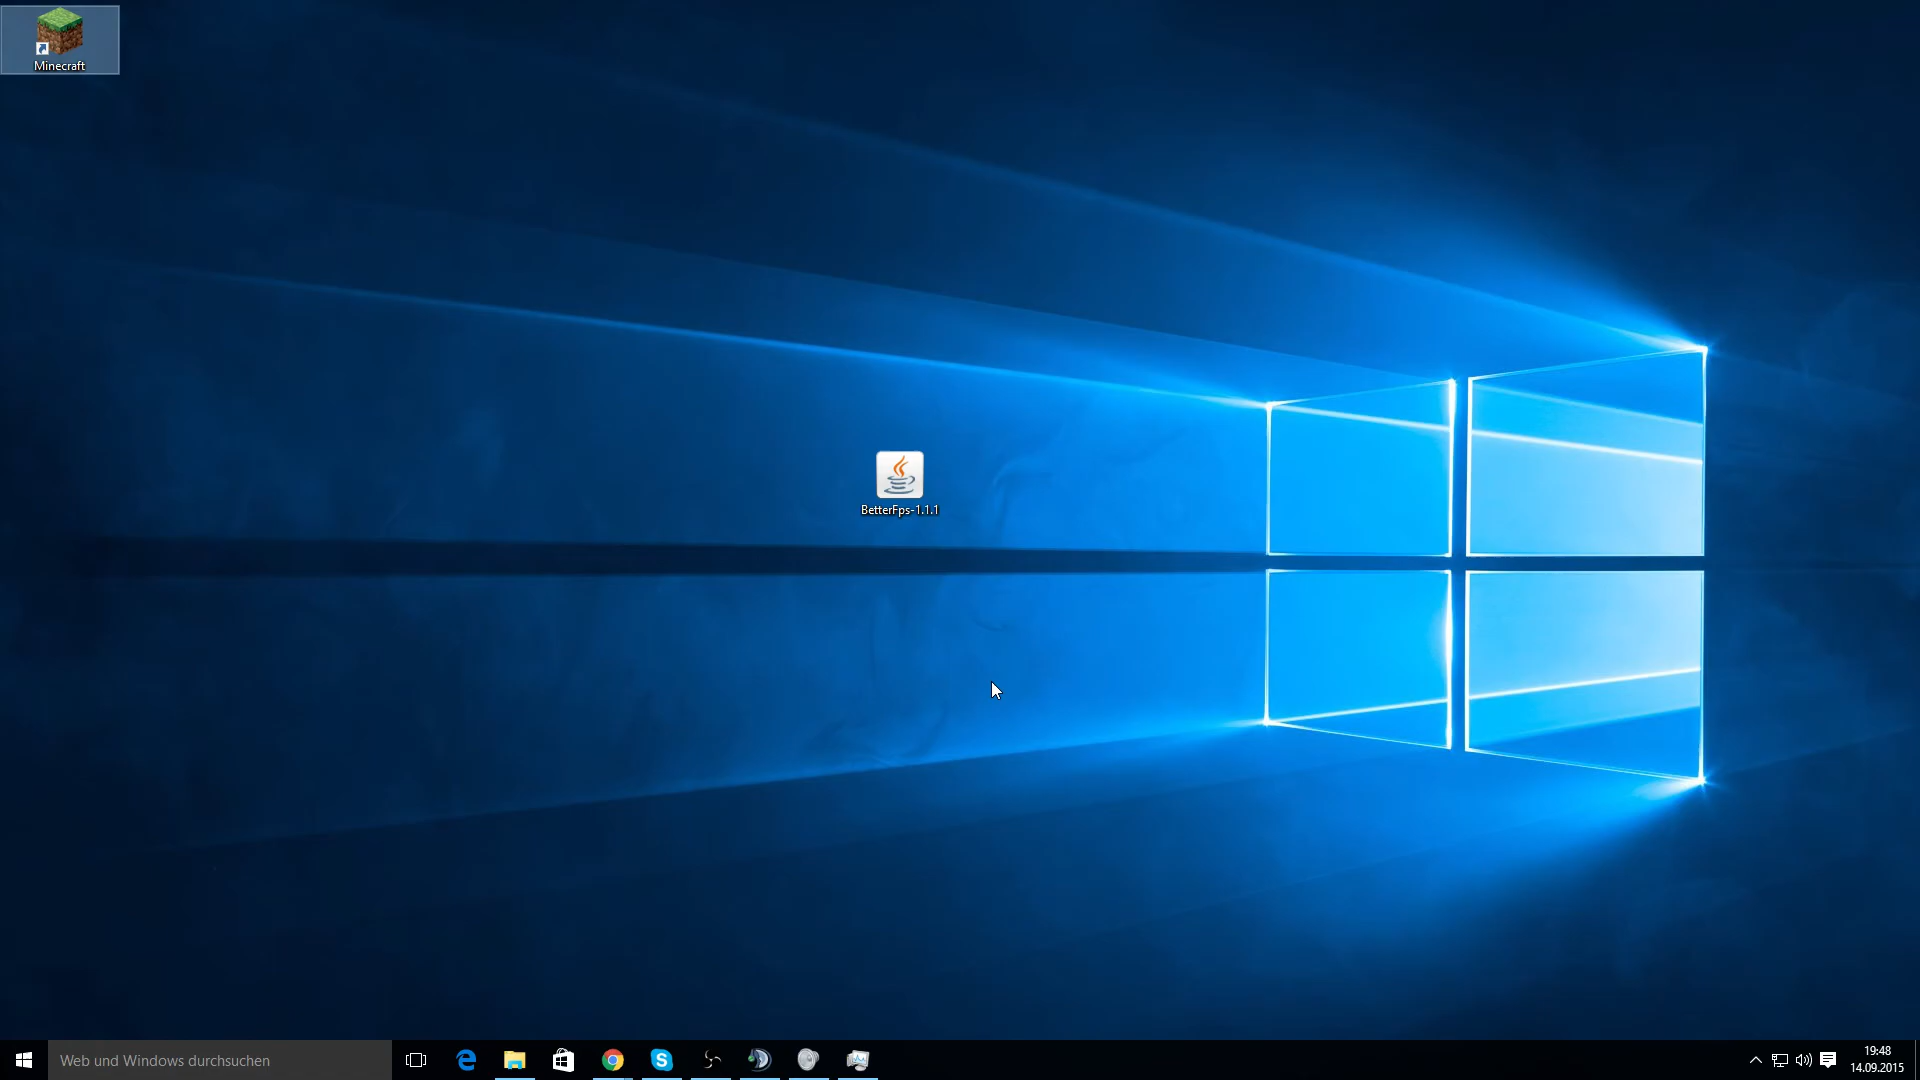 Minecraft
BetterFps-1.1.1
Web und Windows durchsuchen
19:48
14.09.2015